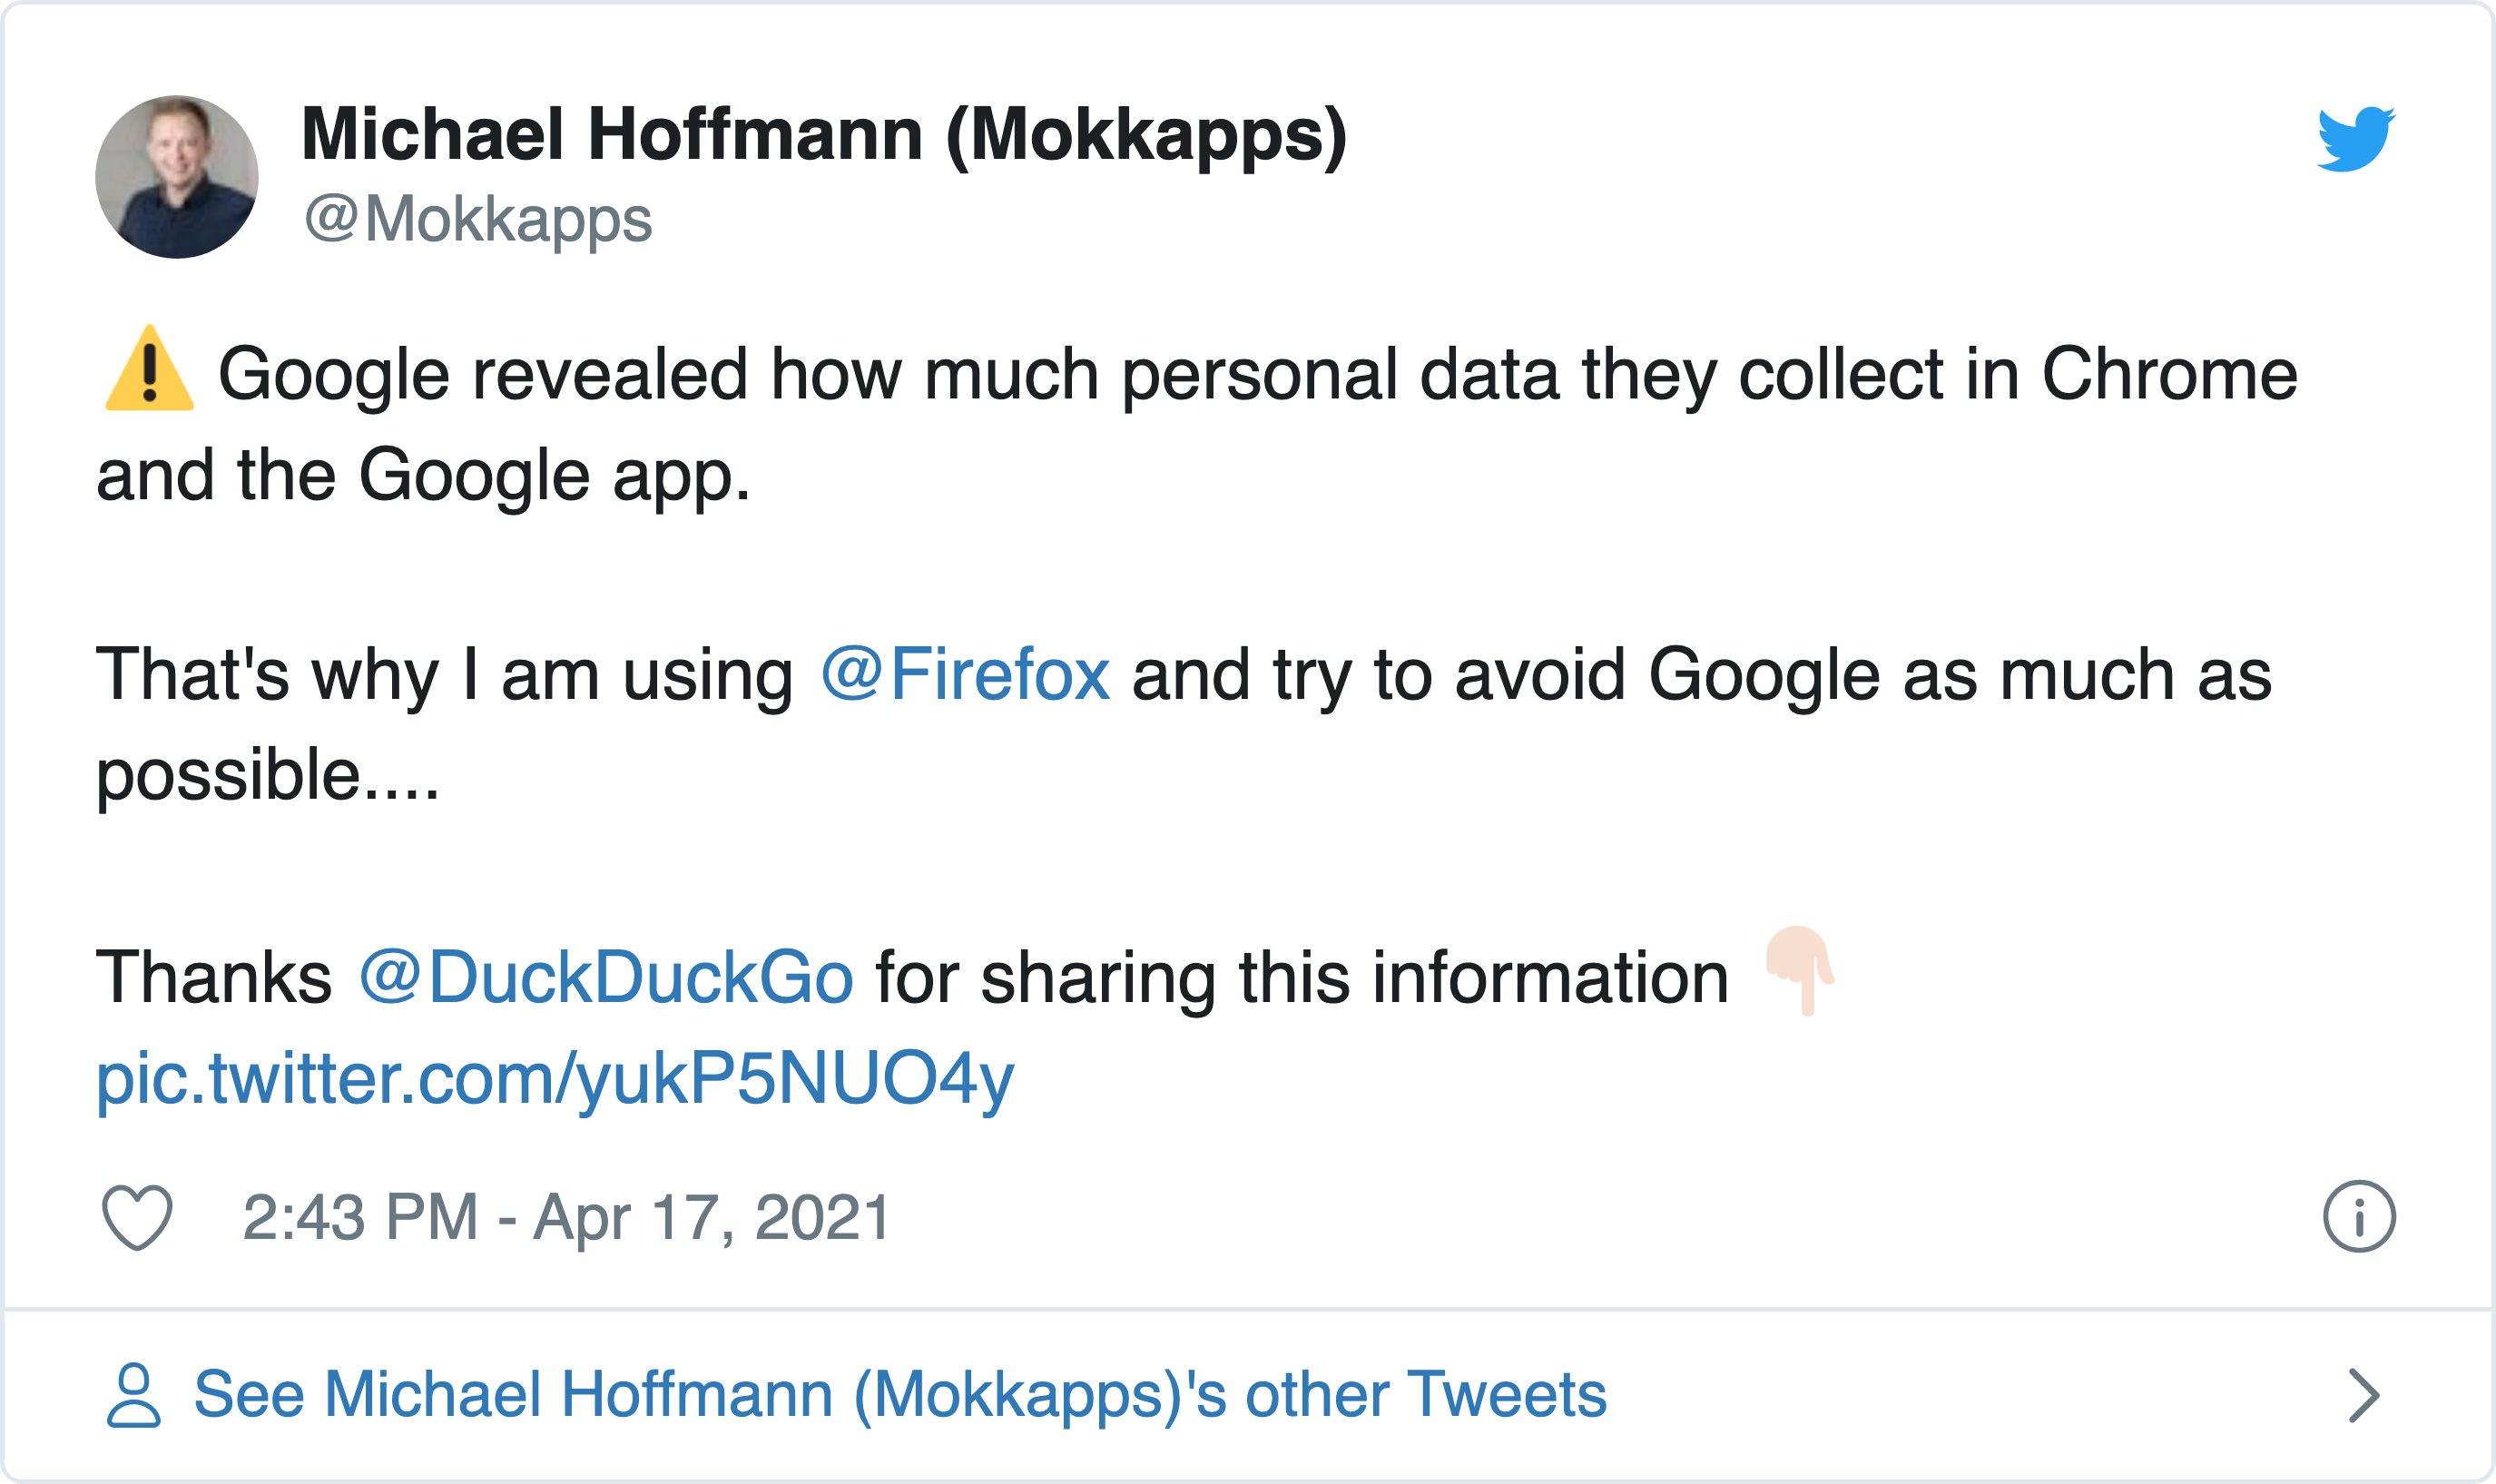 Michael Hoffmann (Mokkapps)
@Mokkapps
⚠️ Google revealed how much personal data they collect in Chrome
and the Google app.
That's why I am using @Firefox and try to avoid Google as much as
possible....
Thanks @DuckDuckGo for sharing this information 👇🏻
pic.twitter.com/yukP5NUO4y
2:43 PM - Apr 17, 2021
See Michael Hoffmann (Mokkapps)'s other Tweets